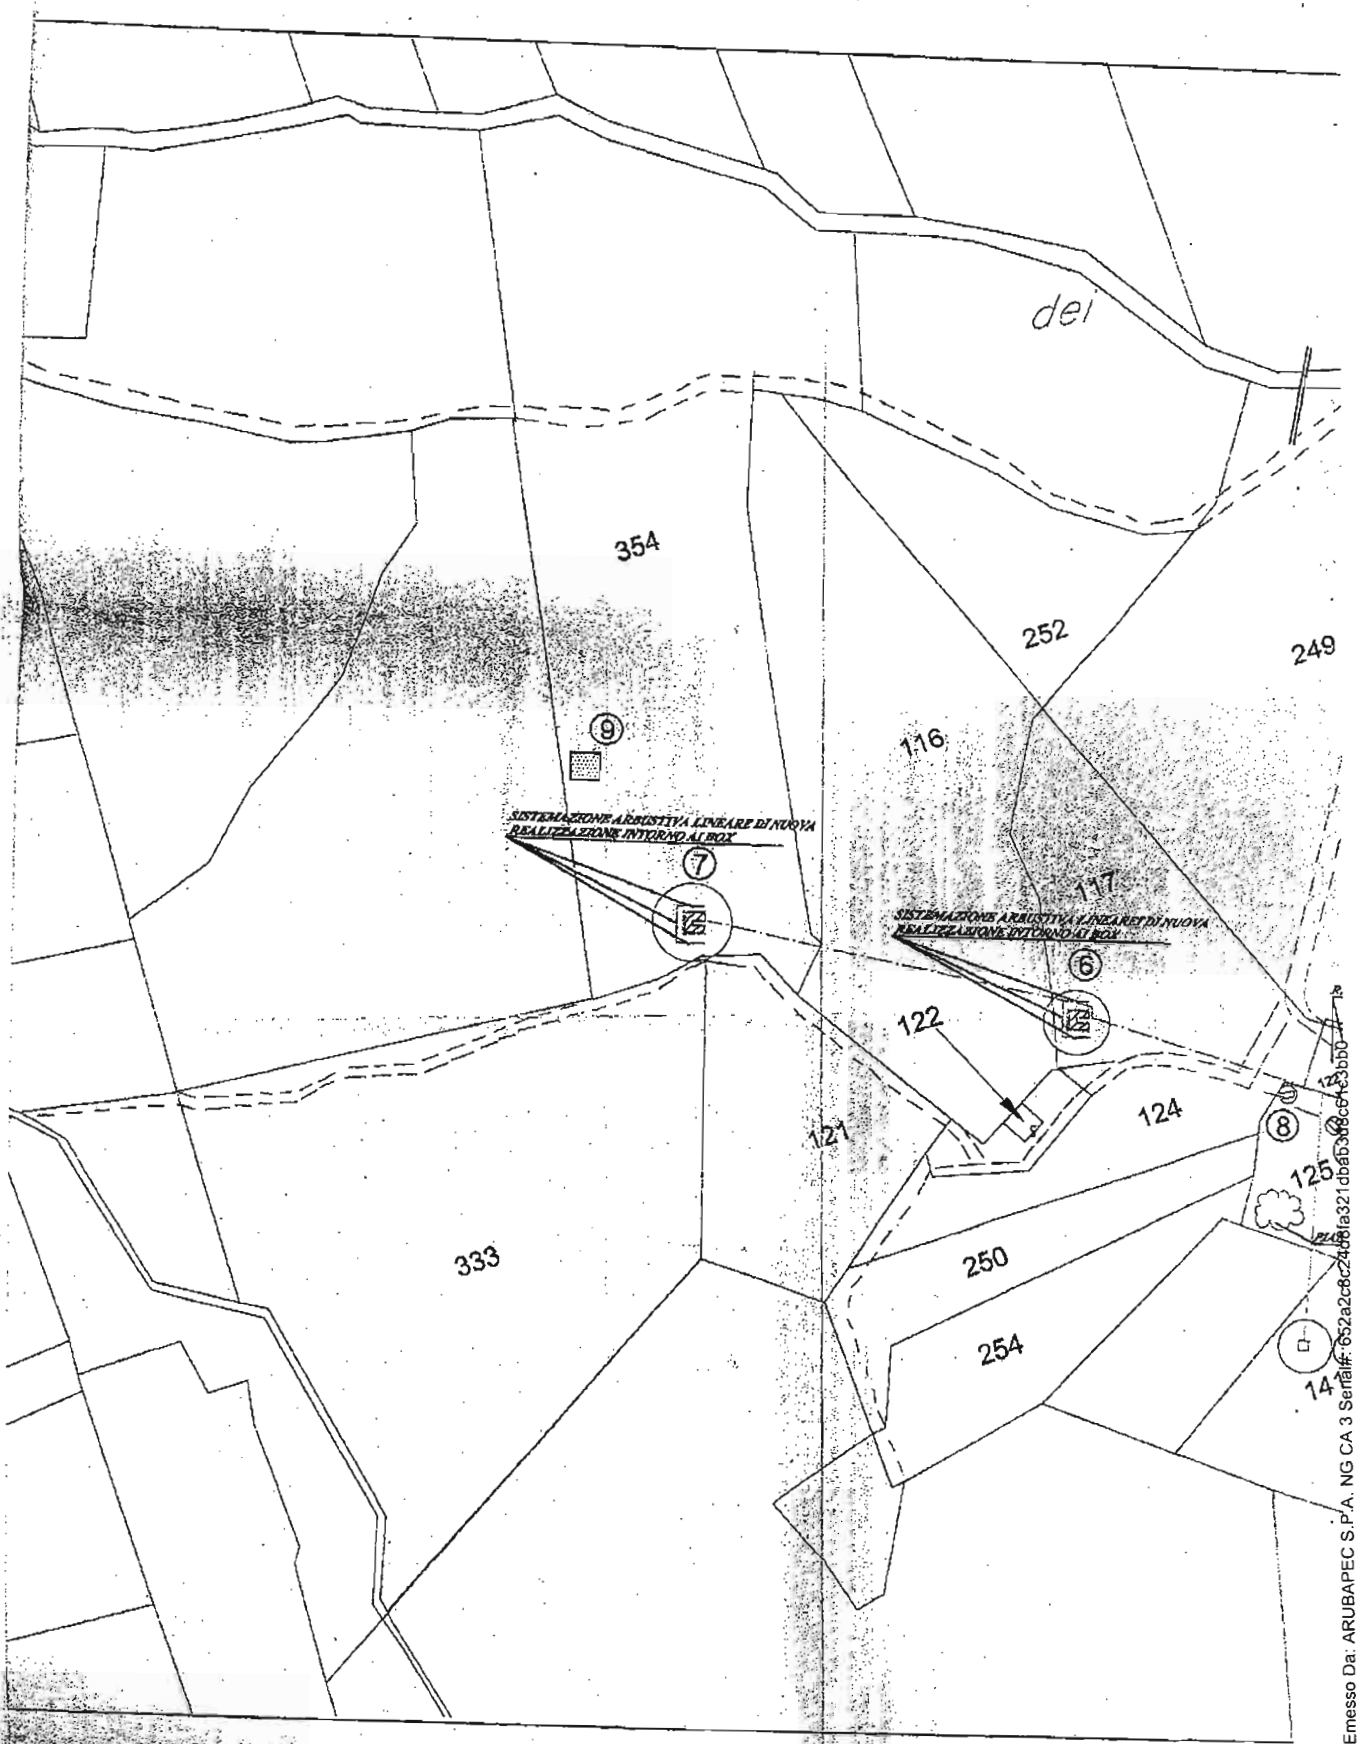 dei
354
252
249
116
9
SISTEMAZIONE ARBUSTIVA LINEARE DI NUOVA
REALIZZAZIONE INTORNO AI BOX
7
117
SISTEMAZIONE ARBUSTIVA LINEARE DI NUOVA
REALIZZAZIONE INTORNO AI BOX
6
122
124
121
8
125
333
250
254
141
Emesso Da: ARUBAPEC S.P.A. NG CA 3 Serial#: